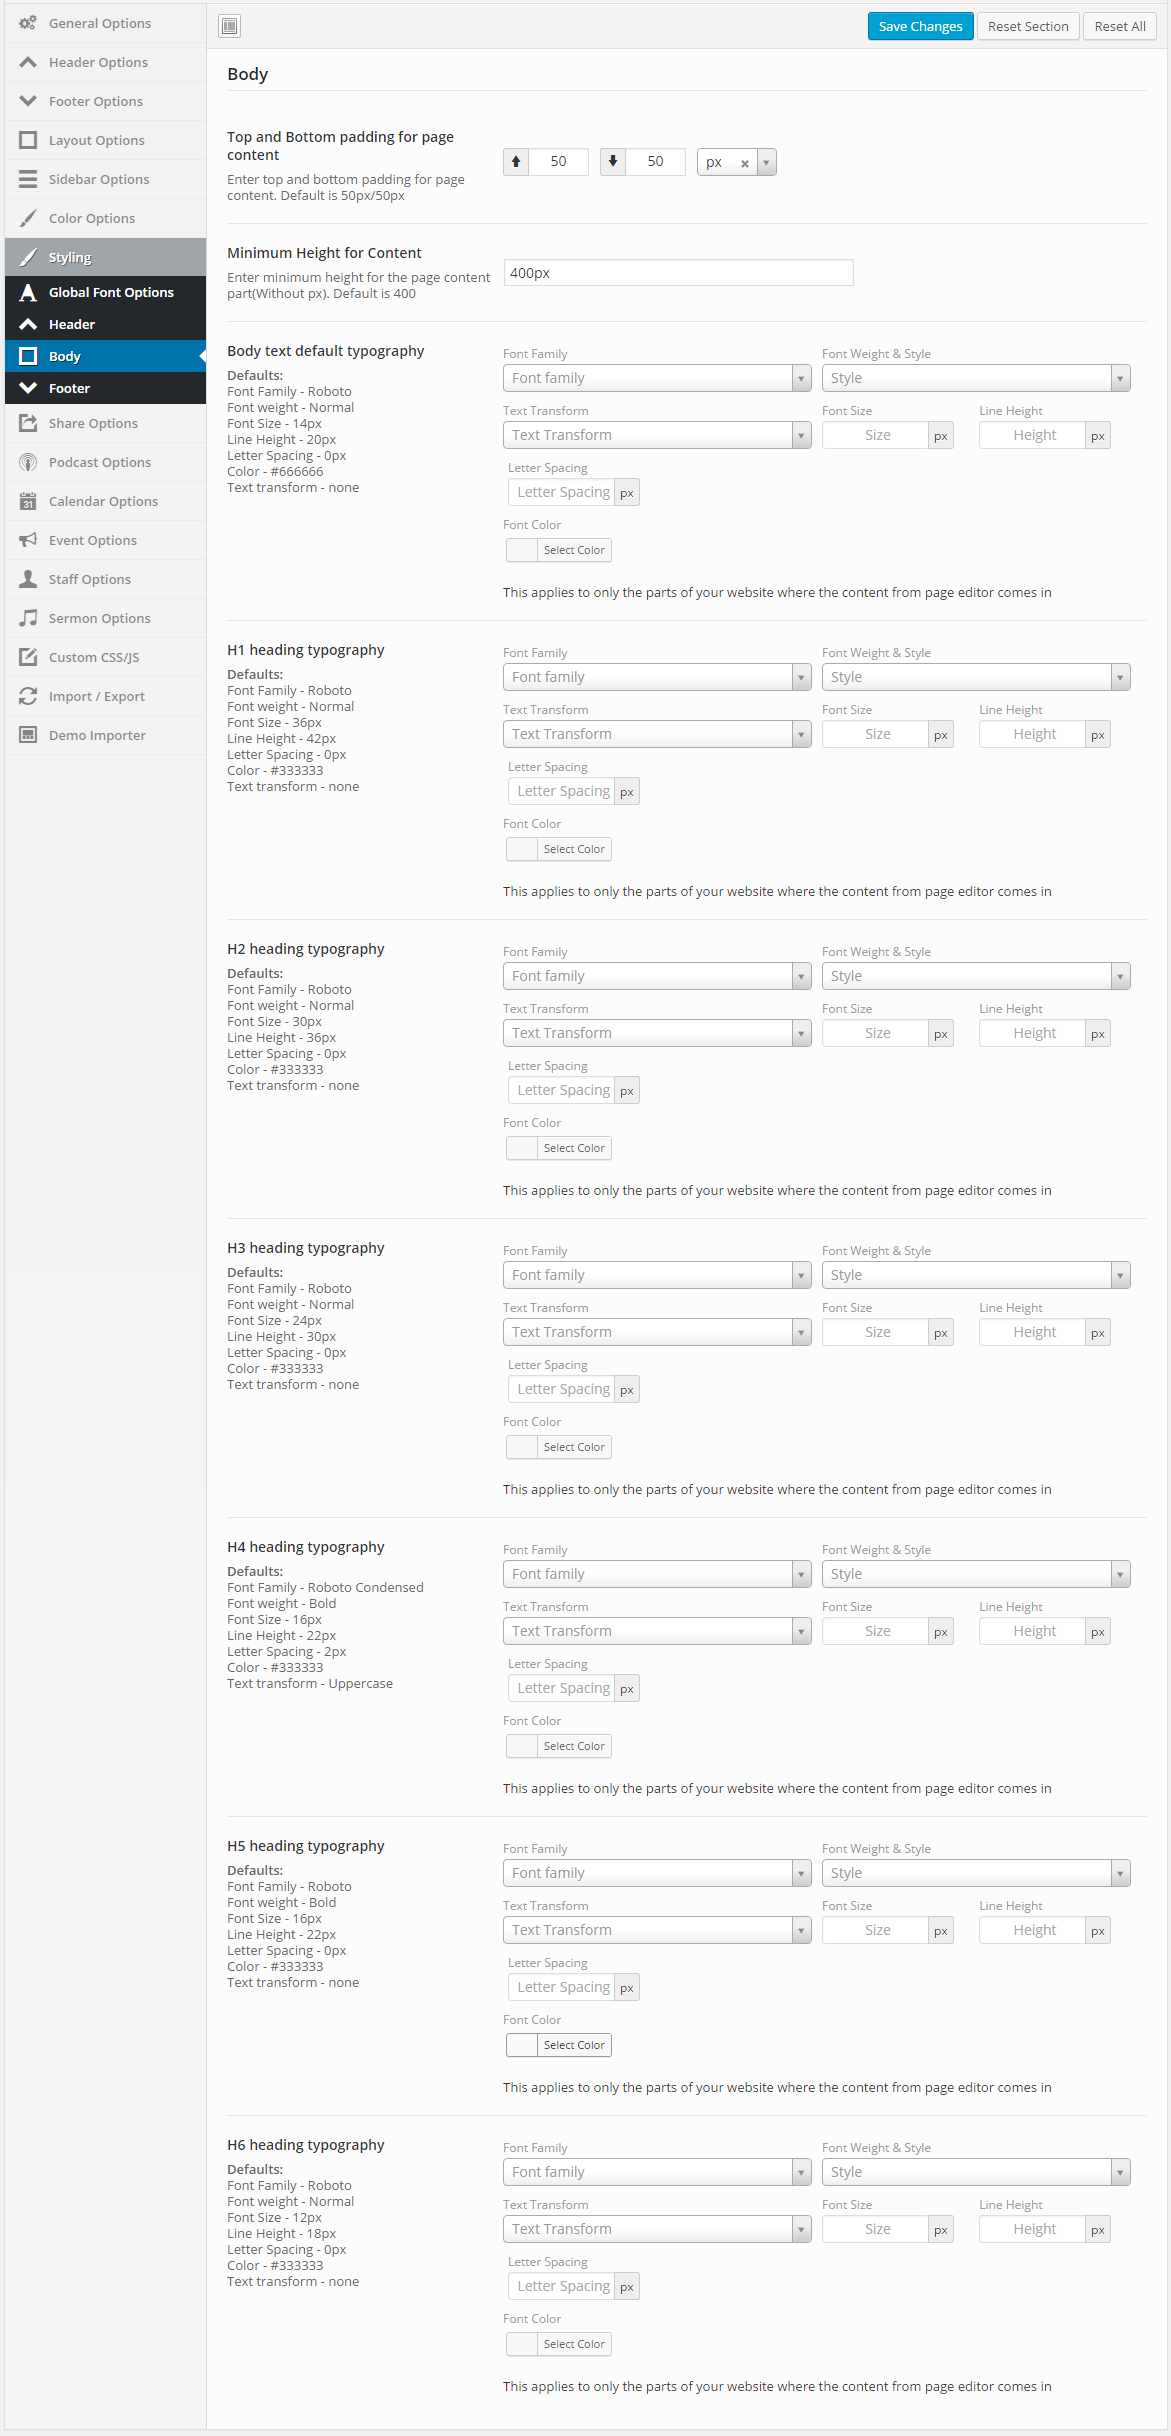 General Options
Header Options
Footer Options
Layout Options
Sidebar Options
Color Options
Styling
Global Font Options
Header
Body
Footer
Share Options
Podcast Options
31
Calendar Options
Event Options
Staff Options
Sermon Options
Custom CSS/JS
Import / Export
Demo Importer
Save Changes Reset Section Reset All
Body
Top and Bottom padding for page
content
Enter top and bottom padding for page
content. Default is 50px/50px
50 50 px
Minimum Height for Content
Enter minimum height for the page content
part(Without px). Default is 400
400px
Body text default typography
Defaults:
Font Family - Roboto
Font weight - Normal
Font Size - 14px
Line Height - 20px
Letter Spacing - 0px
Color - #666666
Text transform - none
Font Family Font Weight & Style
Font family Style
Text Transform Font Size Line Height
Text Transform Size px Height px
Letter Spacing
Letter Spacing px
Font Color
Select Color
This applies to only the parts of your website where the content from page editor comes in
H1 heading typography
Defaults:
Font Family - Roboto
Font weight - Normal
Font Size - 36px
Line Height - 42px
Letter Spacing - 0px
Color - #333333
Text transform - none
Font Family Font Weight & Style
Font family Style
Text Transform Font Size Line Height
Text Transform Size px Height px
Letter Spacing
Letter Spacing px
Font Color
Select Color
This applies to only the parts of your website where the content from page editor comes in
H2 heading typography
Defaults:
Font Family - Roboto
Font weight - Normal
Font Size - 30px
Line Height - 36px
Letter Spacing - 0px
Color - #333333
Text transform - none
Font Family Font Weight & Style
Font family Style
Text Transform Font Size Line Height
Text Transform Size px Height px
Letter Spacing
Letter Spacing px
Font Color
Select Color
This applies to only the parts of your website where the content from page editor comes in
H3 heading typography
Defaults:
Font Family - Roboto
Font weight - Normal
Font Size - 24px
Line Height - 30px
Letter Spacing - 0px
Color - #333333
Text transform - none
Font Family Font Weight & Style
Font family Style
Text Transform Font Size Line Height
Text Transform Size px Height px
Letter Spacing
Letter Spacing px
Font Color
Select Color
This applies to only the parts of your website where the content from page editor comes in
H4 heading typography
Defaults:
Font Family - Roboto Condensed
Font weight - Bold
Font Size - 16px
Line Height - 22px
Letter Spacing - 2px
Color - #333333
Text transform - Uppercase
Font Family Font Weight & Style
Font family Style
Text Transform Font Size Line Height
Text Transform Size px Height px
Letter Spacing
Letter Spacing px
Font Color
Select Color
This applies to only the parts of your website where the content from page editor comes in
H5 heading typography
Defaults:
Font Family - Roboto
Font weight - Bold
Font Size - 16px
Line Height - 22px
Letter Spacing - 0px
Color - #333333
Text transform - none
Font Family Font Weight & Style
Font family Style
Text Transform Font Size Line Height
Text Transform Size px Height px
Letter Spacing
Letter Spacing px
Font Color
Select Color
This applies to only the parts of your website where the content from page editor comes in
H6 heading typography
Defaults:
Font Family - Roboto
Font weight - Normal
Font Size - 12px
Line Height - 18px
Letter Spacing - 0px
Color - #333333
Text transform - none
Font Family Font Weight & Style
Font family Style
Text Transform Font Size Line Height
Text Transform Size px Height px
Letter Spacing
Letter Spacing px
Font Color
Select Color
This applies to only the parts of your website where the content from page editor comes in